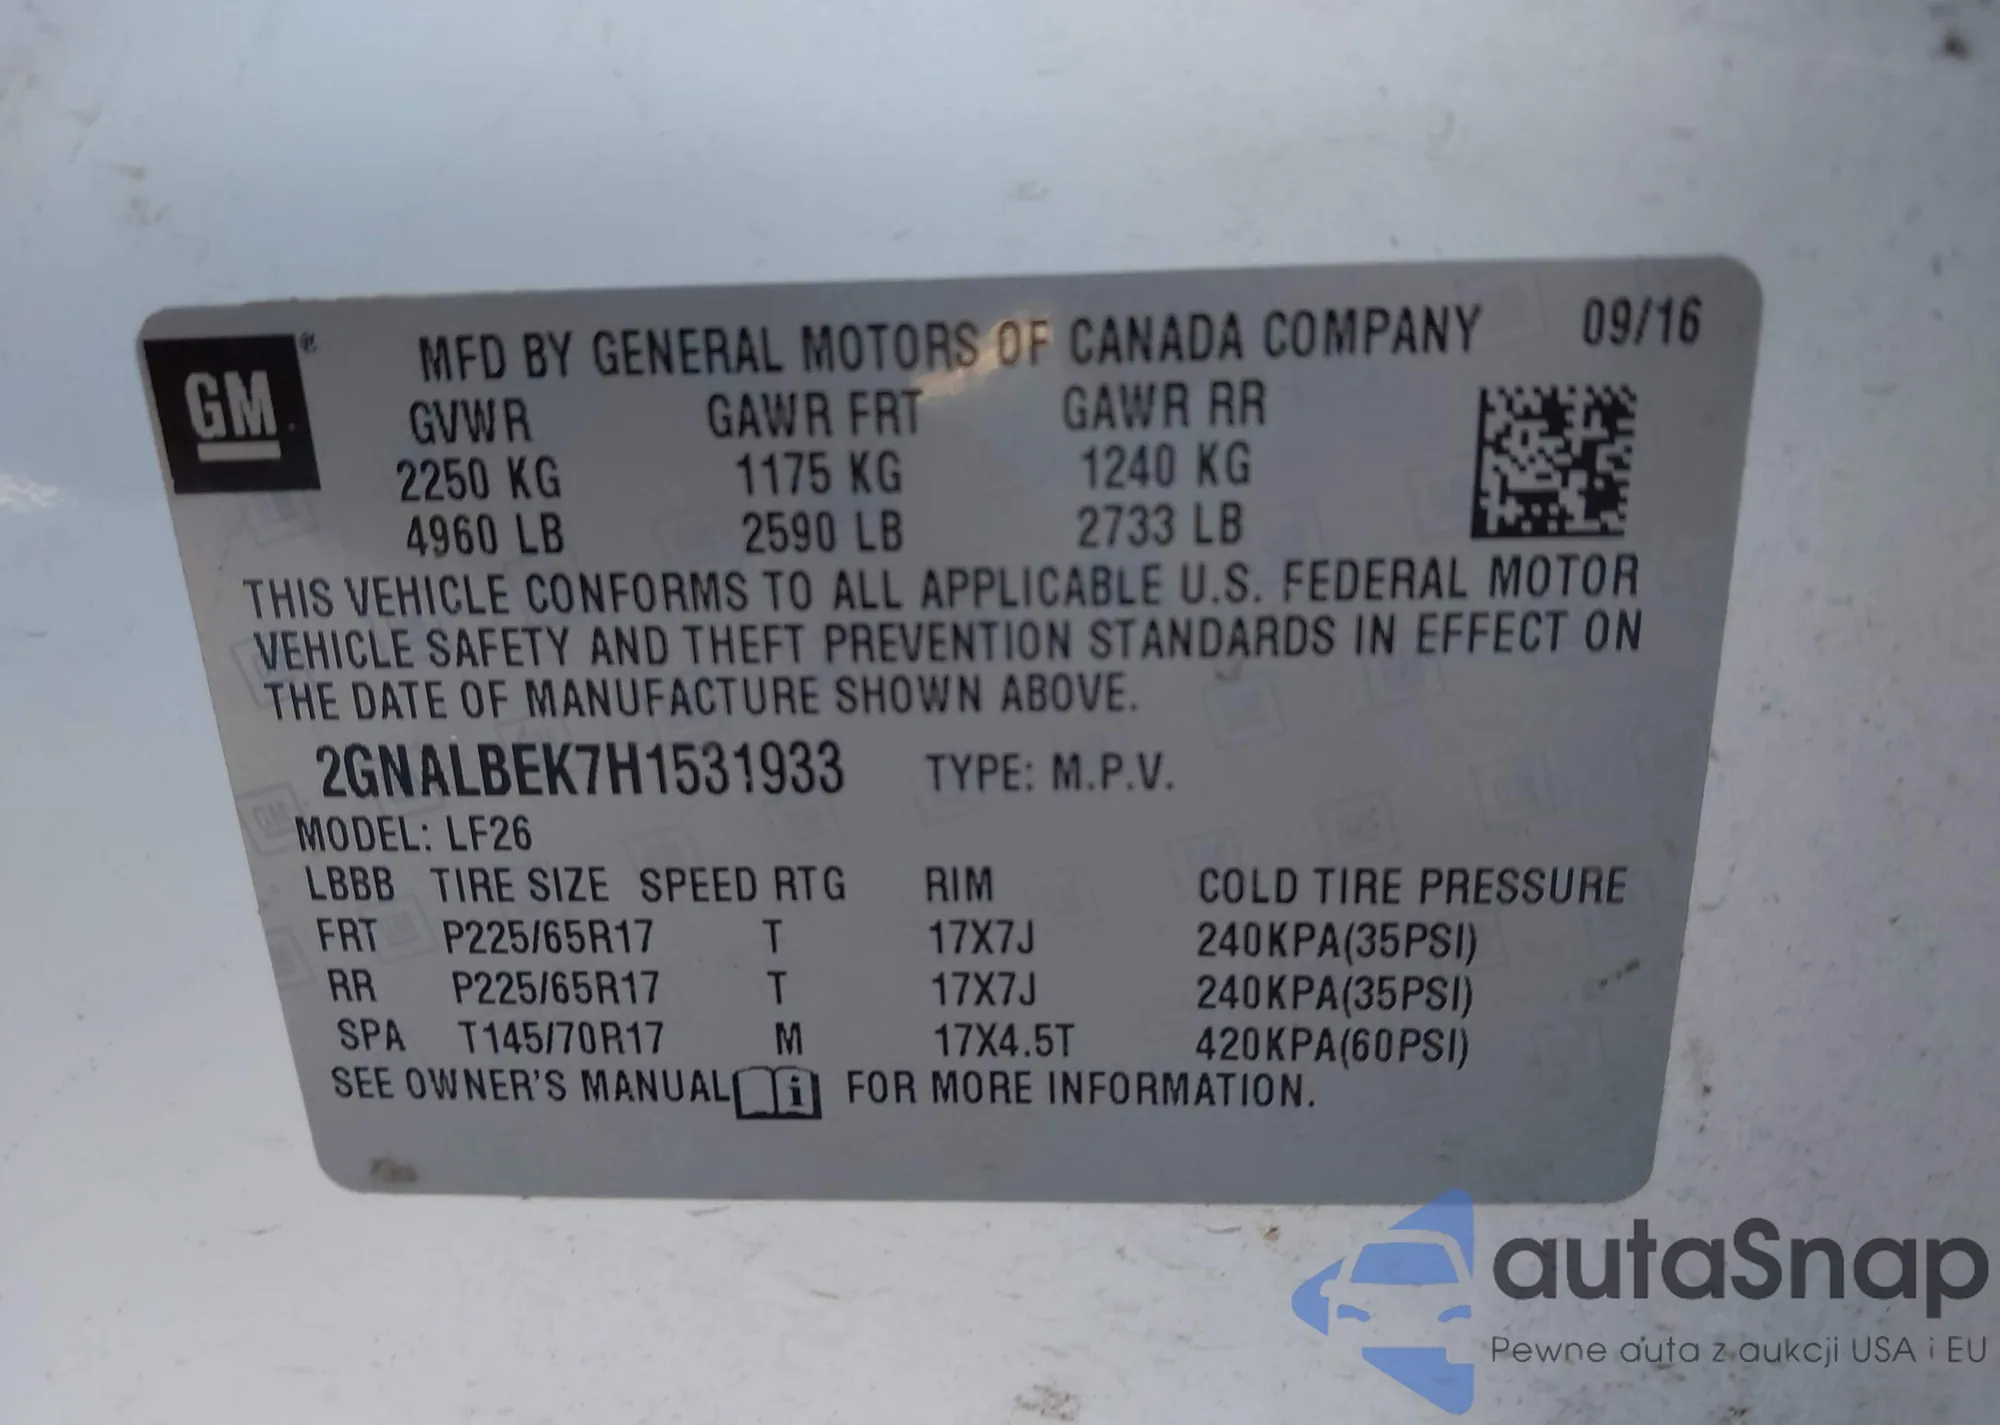 GM ® MFD BY GENERAL MOTORS OF CANADA COMPANY 09/16
GVWR GAWR FRT GAWR RR
2250 KG 1175 KG 1240 KG
4960 LB 2590 LB 2733 LB
THIS VEHICLE CONFORMS TO ALL APPLICABLE U.S. FEDERAL MOTOR
VEHICLE SAFETY AND THEFT PREVENTION STANDARDS IN EFFECT ON
THE DATE OF MANUFACTURE SHOWN ABOVE.
2GNALBEK7H1531933 TYPE: M.P.V.
MODEL: LF26
LBBB TIRE SIZE SPEED RTG RIM COLD TIRE PRESSURE
FRT P225/65R17 T 17X7J 240KPA(35PSI)
RR P225/65R17 T 17X7J 240KPA(35PSI)
SPA T145/70R17 M 17X4.5T 420KPA(60PSI)
SEE OWNER'S MANUAL i FOR MORE INFORMATION.
autaSnap
Pewne auta z aukcji USA i EU